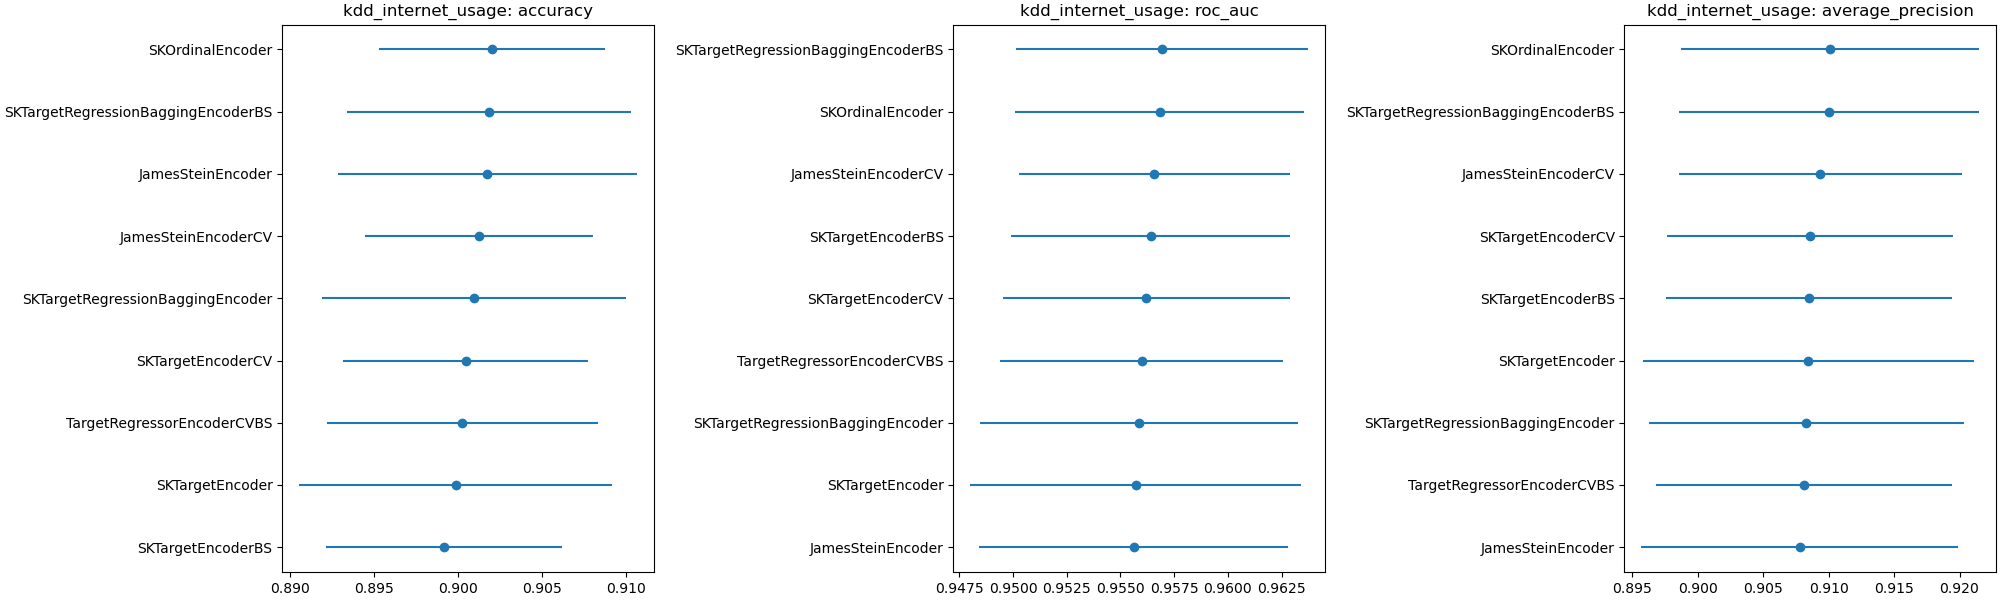 kdd_internet_usage: accuracy
SKOrdinalEncoder
SKTargetRegressionBaggingEncoderBS
JamesSteinEncoder
JamesSteinEncoderCV
SKTargetRegressionBaggingEncoder
SKTargetEncoderCV
TargetRegressorEncoderCVBS
SKTargetEncoder
SKTargetEncoderBS
0.890 0.895 0.900 0.905 0.910
kdd_internet_usage: roc_auc
SKTargetRegressionBaggingEncoderBS
SKOrdinalEncoder
JamesSteinEncoderCV
SKTargetEncoderBS
SKTargetEncoderCV
TargetRegressorEncoderCVBS
SKTargetRegressionBaggingEncoder
SKTargetEncoder
JamesSteinEncoder
0.9475 0.9500 0.9525 0.9550 0.9575 0.9600 0.9625
kdd_internet_usage: average_precision
SKOrdinalEncoder
SKTargetRegressionBaggingEncoderBS
JamesSteinEncoderCV
SKTargetEncoderCV
SKTargetEncoderBS
SKTargetEncoder
SKTargetRegressionBaggingEncoder
TargetRegressorEncoderCVBS
JamesSteinEncoder
0.895 0.900 0.905 0.910 0.915 0.920